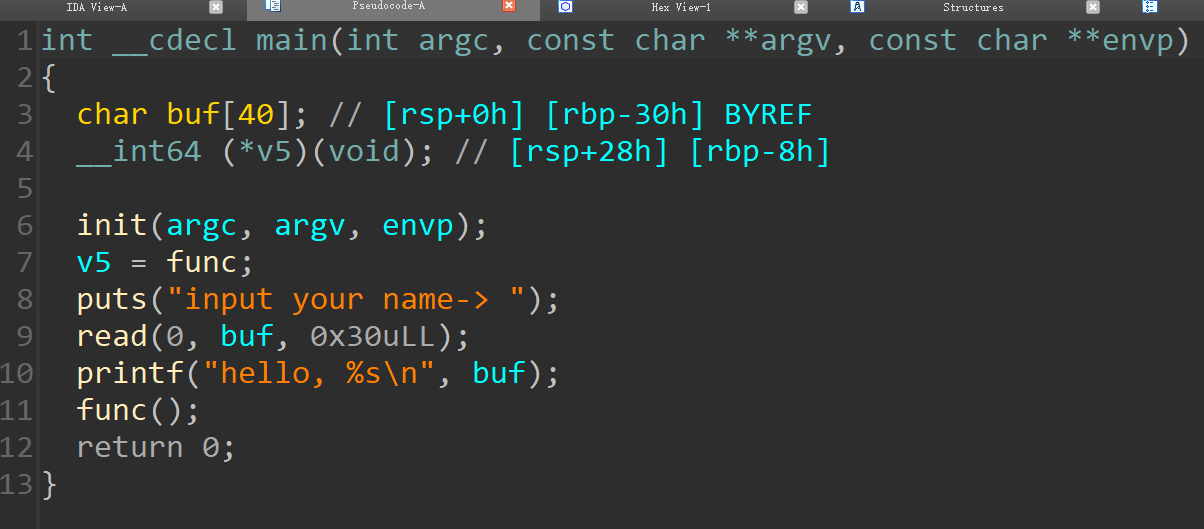 IDA View-A Pseudocode-A Hex View-1 Structures
1 int __cdecl main(int argc, const char **argv, const char **envp)
2 {
3   char buf[40]; // [rsp+0h] [rbp-30h] BYREF
4   __int64 (*v5)(void); // [rsp+28h] [rbp-8h]
5
6   init(argc, argv, envp);
7   v5 = func;
8   puts("input your name-> ");
9   read(0, buf, 0x30uLL);
10   printf("hello, %s\n", buf);
11   func();
12   return 0;
13 }